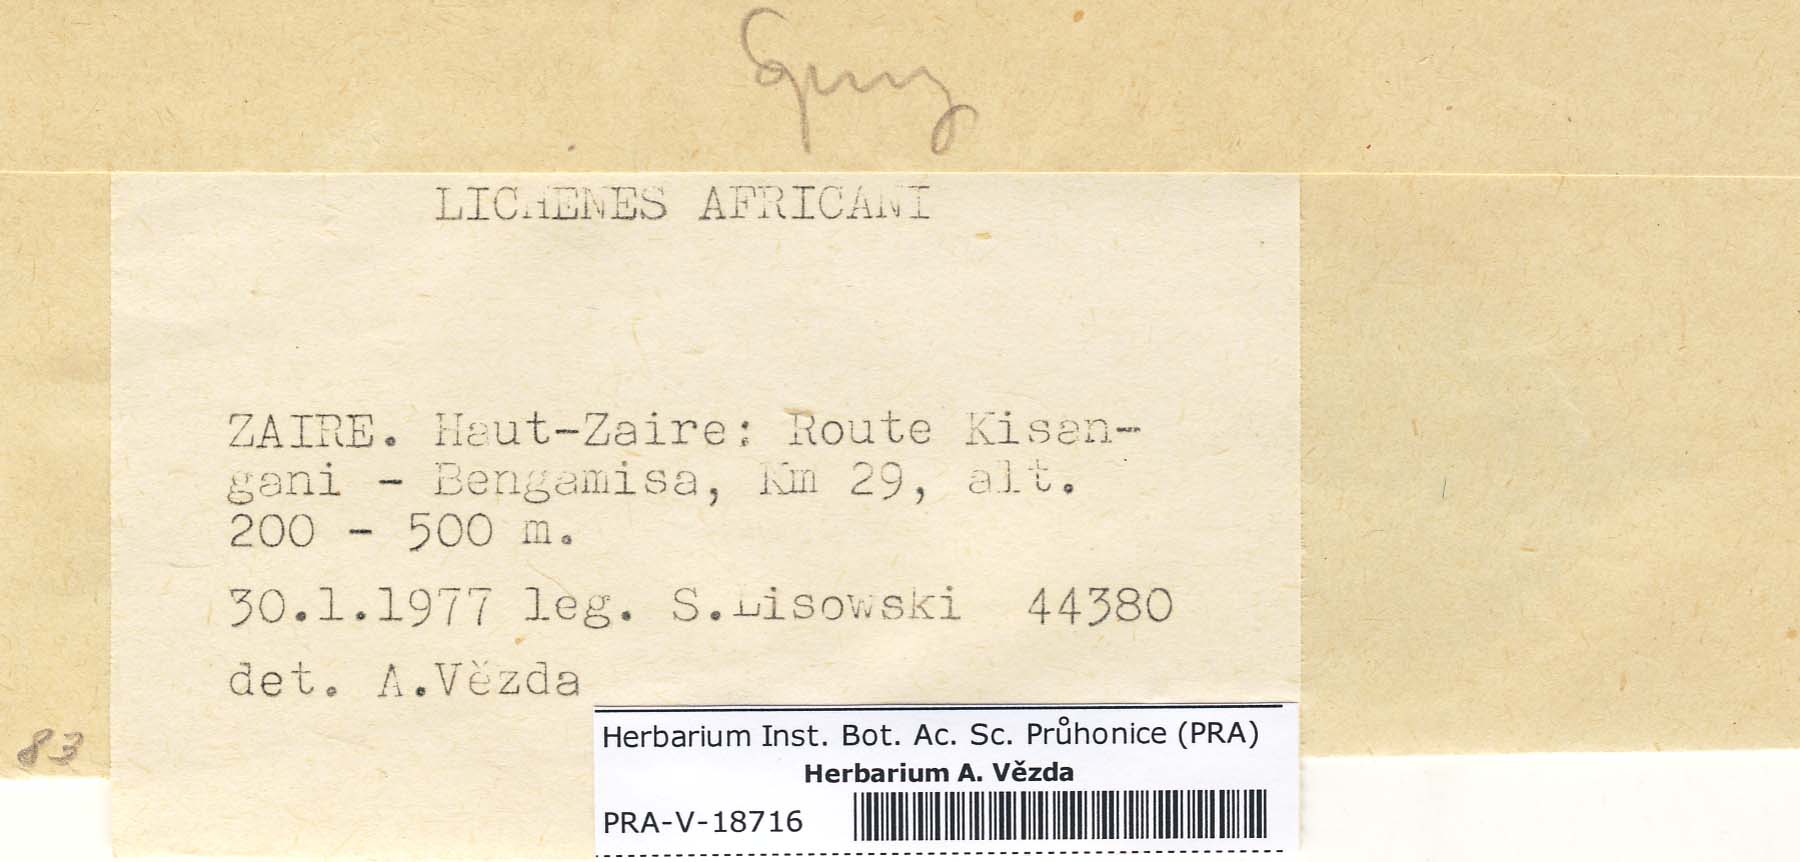 LICHENES AFRICANI
ZAIRE. Haut-Zaire: Route Kisan-
gani - Bengamisa, Km 29, alt.
200 - 500 m.
30.1.1977 leg. S.Lisowski 44380
det. A.Vězda
83
Herbarium Inst. Bot. Ac. Sc. Průhonice (PRA)
Herbarium A. Vězda
PRA-V-18716